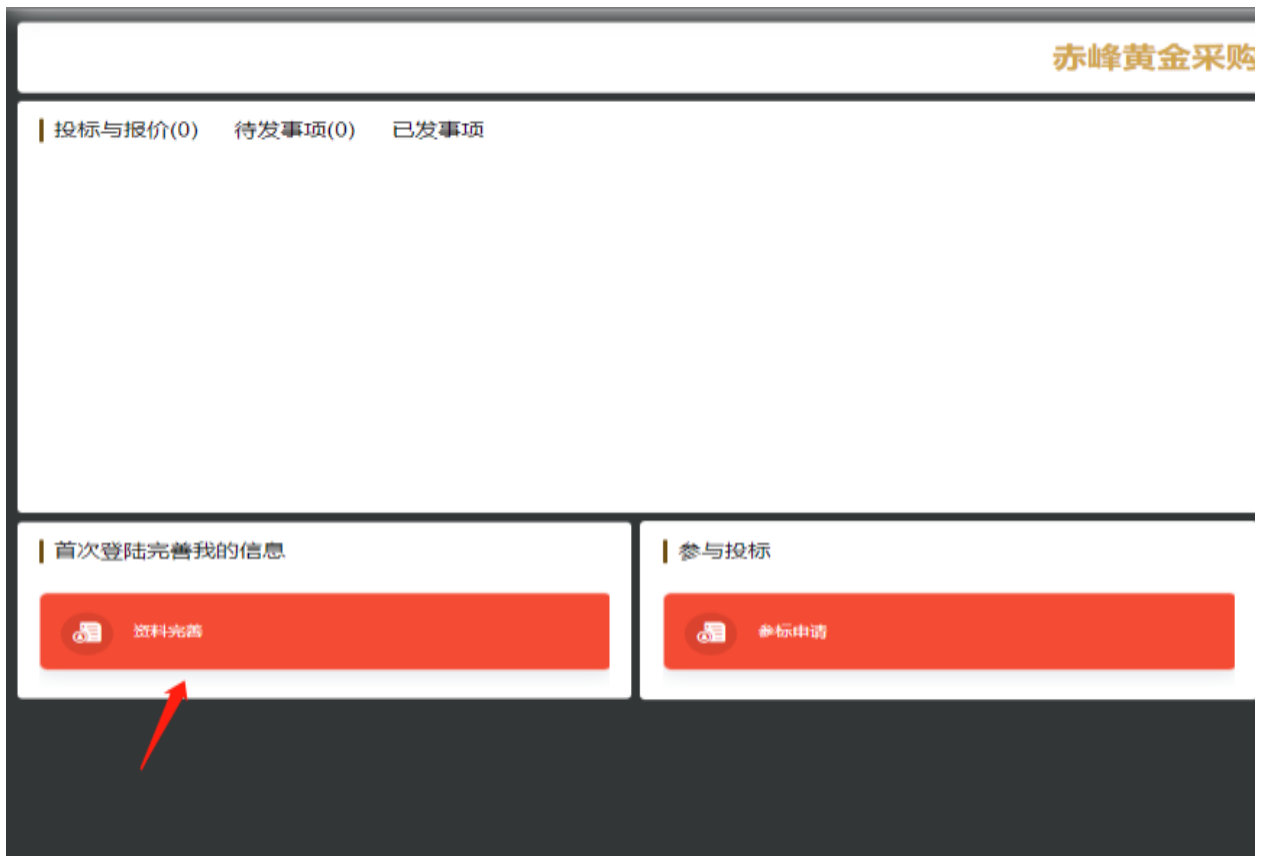 赤峰黄金采购
投标与报价(0) 待发事项(0) 已发事项
首次登陆完善我的信息
资料完善
参与投标
参标申请